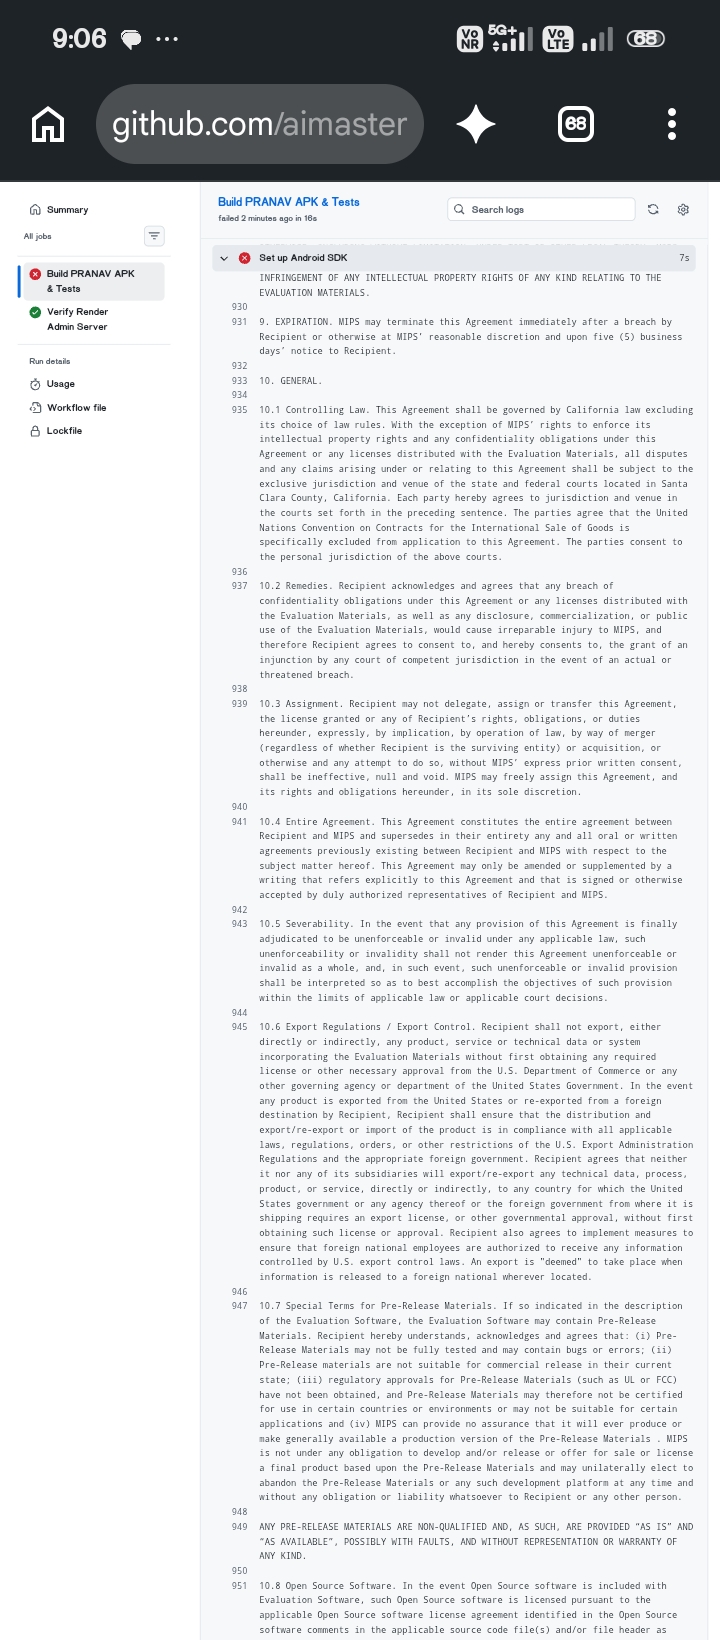 9:06
Vo NR
5G+
Vo LTE
68
github.com/aimaster
68
Summary
All jobs
Build PRANAV APK
& Tests
Verify Render
Admin Server
Run details
Usage
Workflow file
Lockfile
Build PRANAV APK & Tests
failed 2 minutes ago in 16s
Search logs
Set up Android SDK
7s
INFRINGEMENT OF ANY INTELLECTUAL PROPERTY RIGHTS OF ANY KIND RELATING TO THE
EVALUATION MATERIALS.
930
931 9. EXPIRATION. MIPS may terminate this Agreement immediately after a breach by
Recipient or otherwise at MIPS’ reasonable discretion and upon five (5) business
days’ notice to Recipient.
932
933 10. GENERAL.
934
935 10.1 Controlling Law. This Agreement shall be governed by California law excluding
its choice of law rules. With the exception of MIPS’ rights to enforce its
intellectual property rights and any confidentiality obligations under this
Agreement or any licenses distributed with the Evaluation Materials, all disputes
and any claims arising under or relating to this Agreement shall be subject to the
exclusive jurisdiction and venue of the state and federal courts located in Santa
Clara County, California. Each party hereby agrees to jurisdiction and venue in
the courts set forth in the preceding sentence. The parties agree that the United
Nations Convention on Contracts for the International Sale of Goods is
specifically excluded from application to this Agreement. The parties consent to
the personal jurisdiction of the above courts.
936
937 10.2 Remedies. Recipient acknowledges and agrees that any breach of
confidentiality obligations under this Agreement or any licenses distributed with
the Evaluation Materials, as well as any disclosure, commercialization, or public
use of the Evaluation Materials, would cause irreparable injury to MIPS, and
therefore Recipient agrees to consent to, and hereby consents to, the grant of an
injunction by any court of competent jurisdiction in the event of an actual or
threatened breach.
938
939 10.3 Assignment. Recipient may not delegate, assign or transfer this Agreement,
the license granted or any of Recipient’s rights, obligations, or duties
hereunder, expressly, by implication, by operation of law, by way of merger
(regardless of whether Recipient is the surviving entity) or acquisition, or
otherwise and any attempt to do so, without MIPS’ express prior written consent,
shall be ineffective, null and void. MIPS may freely assign this Agreement, and
its rights and obligations hereunder, in its sole discretion.
940
941 10.4 Entire Agreement. This Agreement constitutes the entire agreement between
Recipient and MIPS and supersedes in their entirety any and all oral or written
agreements previously existing between Recipient and MIPS with respect to the
subject matter hereof. This Agreement may only be amended or supplemented by a
writing that refers explicitly to this Agreement and that is signed or otherwise
accepted by duly authorized representatives of Recipient and MIPS.
942
943 10.5 Severability. In the event that any provision of this Agreement is finally
adjudicated to be unenforceable or invalid under any applicable law, such
unenforceability or invalidity shall not render this Agreement unenforceable or
invalid as a whole, and, in such event, such unenforceable or invalid provision
shall be interpreted so as to best accomplish the objectives of such provision
within the limits of applicable law or applicable court decisions.
944
945 10.6 Export Regulations / Export Control. Recipient shall not export, either
directly or indirectly, any product, service or technical data or system
incorporating the Evaluation Materials without first obtaining any required
license or other necessary approval from the U.S. Department of Commerce or any
other governing agency or department of the United States Government. In the event
any product is exported from the United States or re-exported from a foreign
destination by Recipient, Recipient shall ensure that the distribution and
export/re-export or import of the product is in compliance with all applicable
laws, regulations, orders, or other restrictions of the U.S. Export Administration
Regulations and the appropriate foreign government. Recipient agrees that neither
it nor any of its subsidiaries will export/re-export any technical data, process,
product, or service, directly or indirectly, to any country for which the United
States government or any agency thereof or the foreign government from where it is
shipping requires an export license, or other governmental approval, without first
obtaining such license or approval. Recipient also agrees to implement measures to
ensure that foreign national employees are authorized to receive any information
controlled by U.S. export control laws. An export is "deemed" to take place when
information is released to a foreign national wherever located.
946
947 10.7 Special Terms for Pre-Release Materials. If so indicated in the description
of the Evaluation Software, the Evaluation Software may contain Pre-Release
Materials. Recipient hereby understands, acknowledges and agrees that: (i) Pre-
Release Materials may not be fully tested and may contain bugs or errors; (ii)
Pre-Release materials are not suitable for commercial release in their current
state; (iii) regulatory approvals for Pre-Release Materials (such as UL or FCC)
have not been obtained, and Pre-Release Materials may therefore not be certified
for use in certain countries or environments or may not be suitable for certain
applications and (iv) MIPS can provide no assurance that it will ever produce or
make generally available a production version of the Pre-Release Materials . MIPS
is not under any obligation to develop and/or release or offer for sale or license
a final product based upon the Pre-Release Materials and may unilaterally elect to
abandon the Pre-Release Materials or any such development platform at any time and
without any obligation or liability whatsoever to Recipient or any other person.
948
949 ANY PRE-RELEASE MATERIALS ARE NON-QUALIFIED AND, AS SUCH, ARE PROVIDED “AS IS” AND
“AS AVAILABLE”, POSSIBLY WITH FAULTS, AND WITHOUT REPRESENTATION OR WARRANTY OF
ANY KIND.
950
951 10.8 Open Source Software. In the event Open Source software is included with
Evaluation Software, such Open Source software is licensed pursuant to the
applicable Open Source software license agreement identified in the Open Source
software comments in the applicable source code file(s) and/or file header as